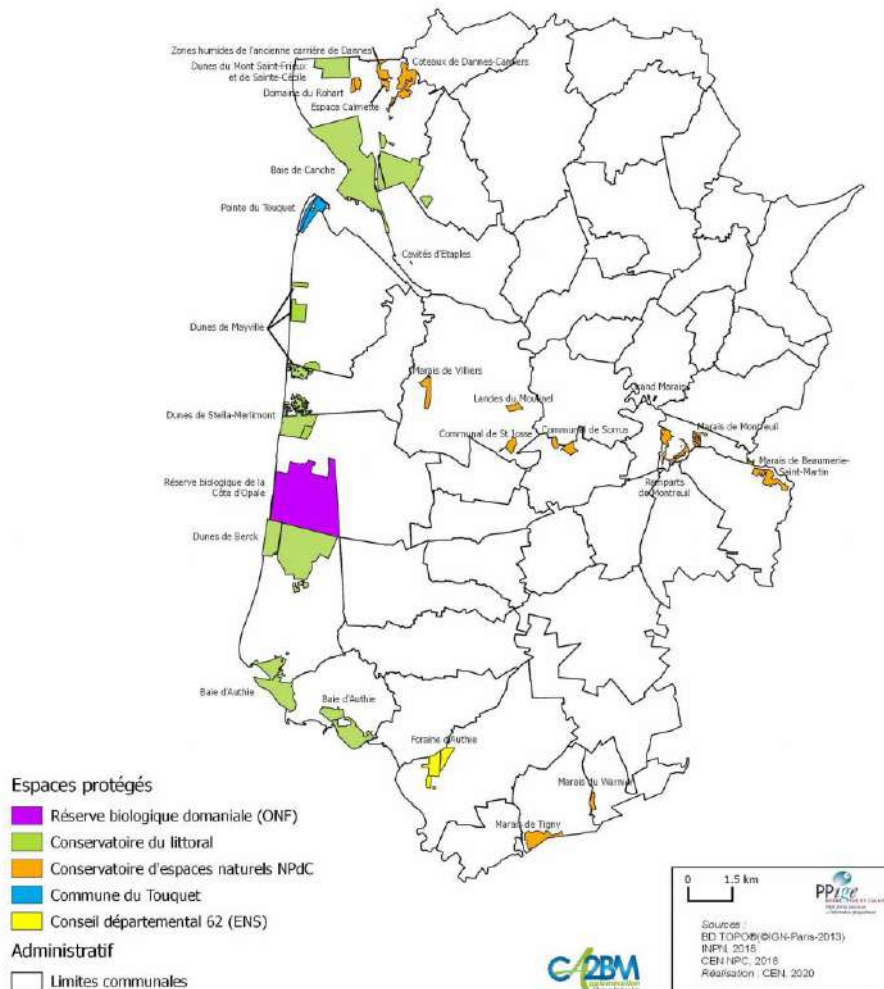 Zones humides de l'ancienne carrière de Dannes
Dunes du Mont Saint-Frieux
et de Sainte-Cécile
Coteaux de Dannes-Camiers
Domaine du Rohart
Espace Calmette
Baie de Canche
Pointe du Touquet
Cavités d'Etaples
Dunes de Mayville
Marais de Villiers
Grand Marais
Landes du Moulinel
Dunes de Stella-Merlimont
Communal de St Josse
Communal de Sorrus
Marais de Montreuil
Marais de Beaumerie-
Saint-Martin
Réserve biologique de la
Côte d'Opale
Remparts
de Montreuil
Dunes de Berck
Baie d'Authie
Baie d'Authie
Foraine d'Authie
Marais du Warnier
Marais de Tigny
Espaces protégés
Réserve biologique domaniale (ONF)
Conservatoire du littoral
Conservatoire d'espaces naturels NPdC
Commune du Touquet
Conseil départemental 62 (ENS)
Administratif
Limites communales
CA2BM
0 1.5 km
PPige
Sources :
BD TOPO®(©IGN-Paris-2013)
INPN, 2018
CEN NPC, 2018
Réalisation : CEN, 2020